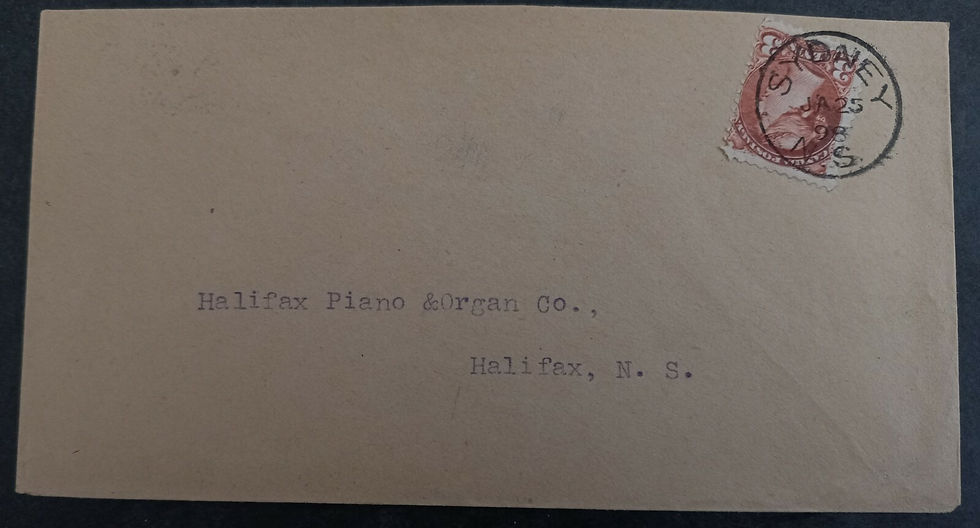 SYDNEY
JA 25
98
N.S.
Halifax Piano &Organ Co.,
Halifax, N. S.